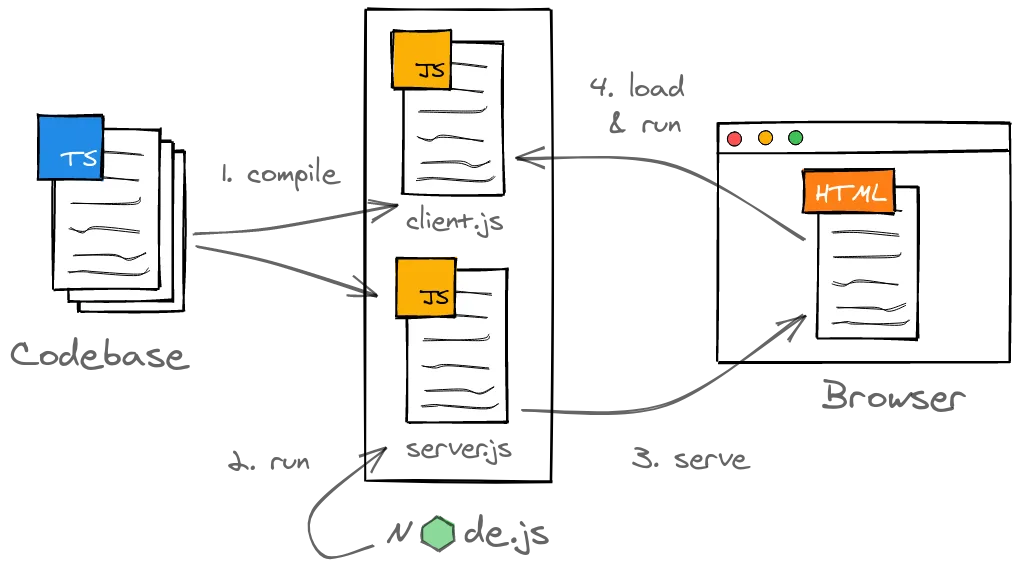 TS
Codebase
1. compile
JS
client.js
JS
server.js
2. run
N de.js
3. serve
4. load
& run
HTML
Browser